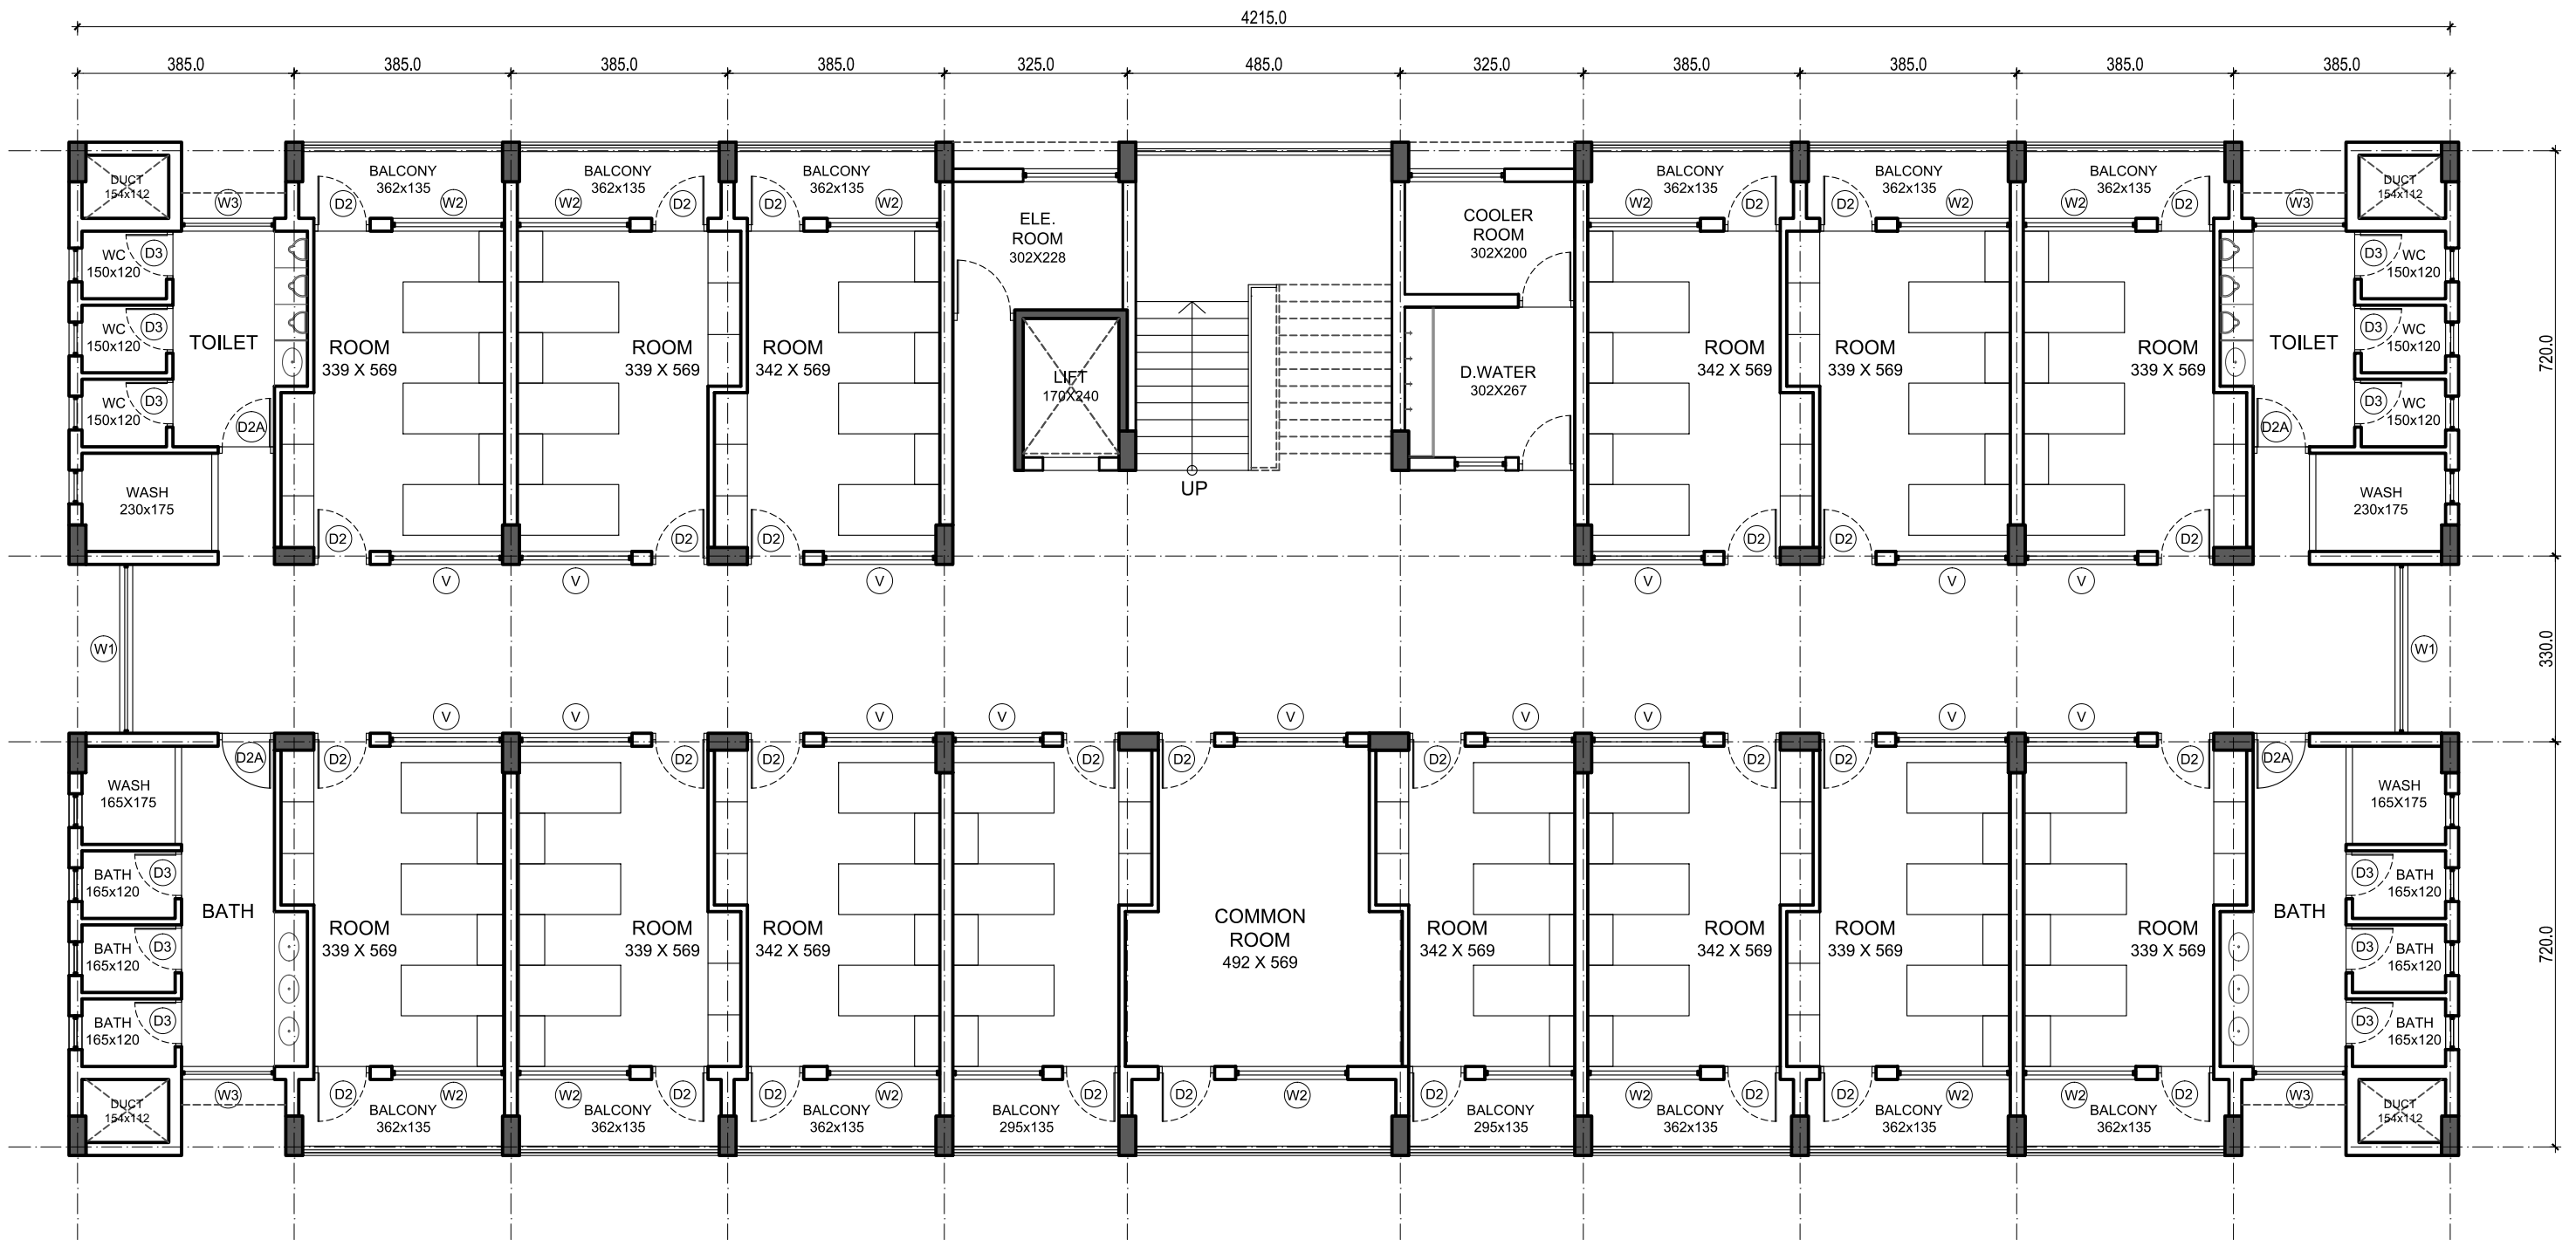 4215.0
385.0 385.0 385.0 385.0 325.0 485.0 325.0 385.0 385.0 385.0 385.0
BALCONY BALCONY BALCONY BALCONY BALCONY BALCONY
362x135 362x135 362x135 362x135 362x135 362x135
DUCT DUCT
154x112 154x112
W3 D2 W2 W2 D2 D2 W2 W2 D2 D2 W2 W2 D2 W3
ELE.
ROOM
302X228
COOLER
ROOM
302X200
D3 D3
WC WC
150x120 150x120
D3 D3
WC WC
150x120 150x120
TOILET TOILET
ROOM ROOM ROOM ROOM ROOM ROOM
339 X 569 339 X 569 342 X 569 342 X 569 339 X 569 339 X 569
720.0
LIFT
170X240
D.WATER
302X267
D3 D3
WC WC
150x120 150x120
D2A D2A
UP
WASH WASH
230x175 230x175
D2 D2 D2 D2 D2 D2
V V V V V V
W1 W1
330.0
V V V V V V V V V
D2A D2 D2 D2 D2 D2 D2 D2 D2 D2 D2A
WASH WASH
165X175 165X175
D3 D3
BATH BATH
165x120 165x120
BATH BATH
ROOM ROOM ROOM ROOM ROOM ROOM ROOM
339 X 569 339 X 569 342 X 569 342 X 569 342 X 569 339 X 569 339 X 569
COMMON
ROOM
492 X 569
720.0
D3 D3
BATH BATH
165x120 165x120
D3 D3
BATH BATH
165x120 165x120
W3 D2 W2 W2 D2 D2 W2 D2 D2 W2 D2 W2 D2 D2 W2 W2 D2 W3
DUCT DUCT
154x112 154x112
BALCONY BALCONY BALCONY BALCONY BALCONY BALCONY BALCONY BALCONY
362x135 362x135 362x135 295x135 295x135 362x135 362x135 362x135